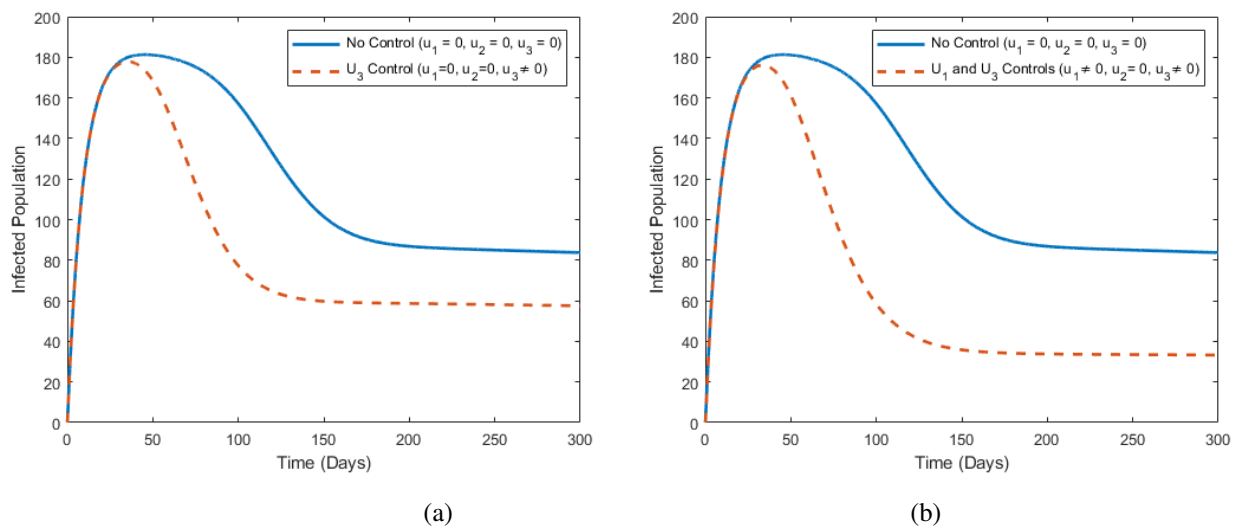 200
180
160
140
120
100
80
60
40
20
0
Infected Population
No Control (u1 = 0, u2 = 0, u3 = 0)
U3 Control (u1=0, u2=0, u3≠ 0)
0 50 100 150 200 250 300
Time (Days)
(a)
200
180
160
140
120
100
80
60
40
20
0
Infected Population
No Control (u1 = 0, u2 = 0, u3 = 0)
U1 and U3 Controls (u1≠ 0, u2= 0, u3≠ 0)
0 50 100 150 200 250 300
Time (Days)
(b)